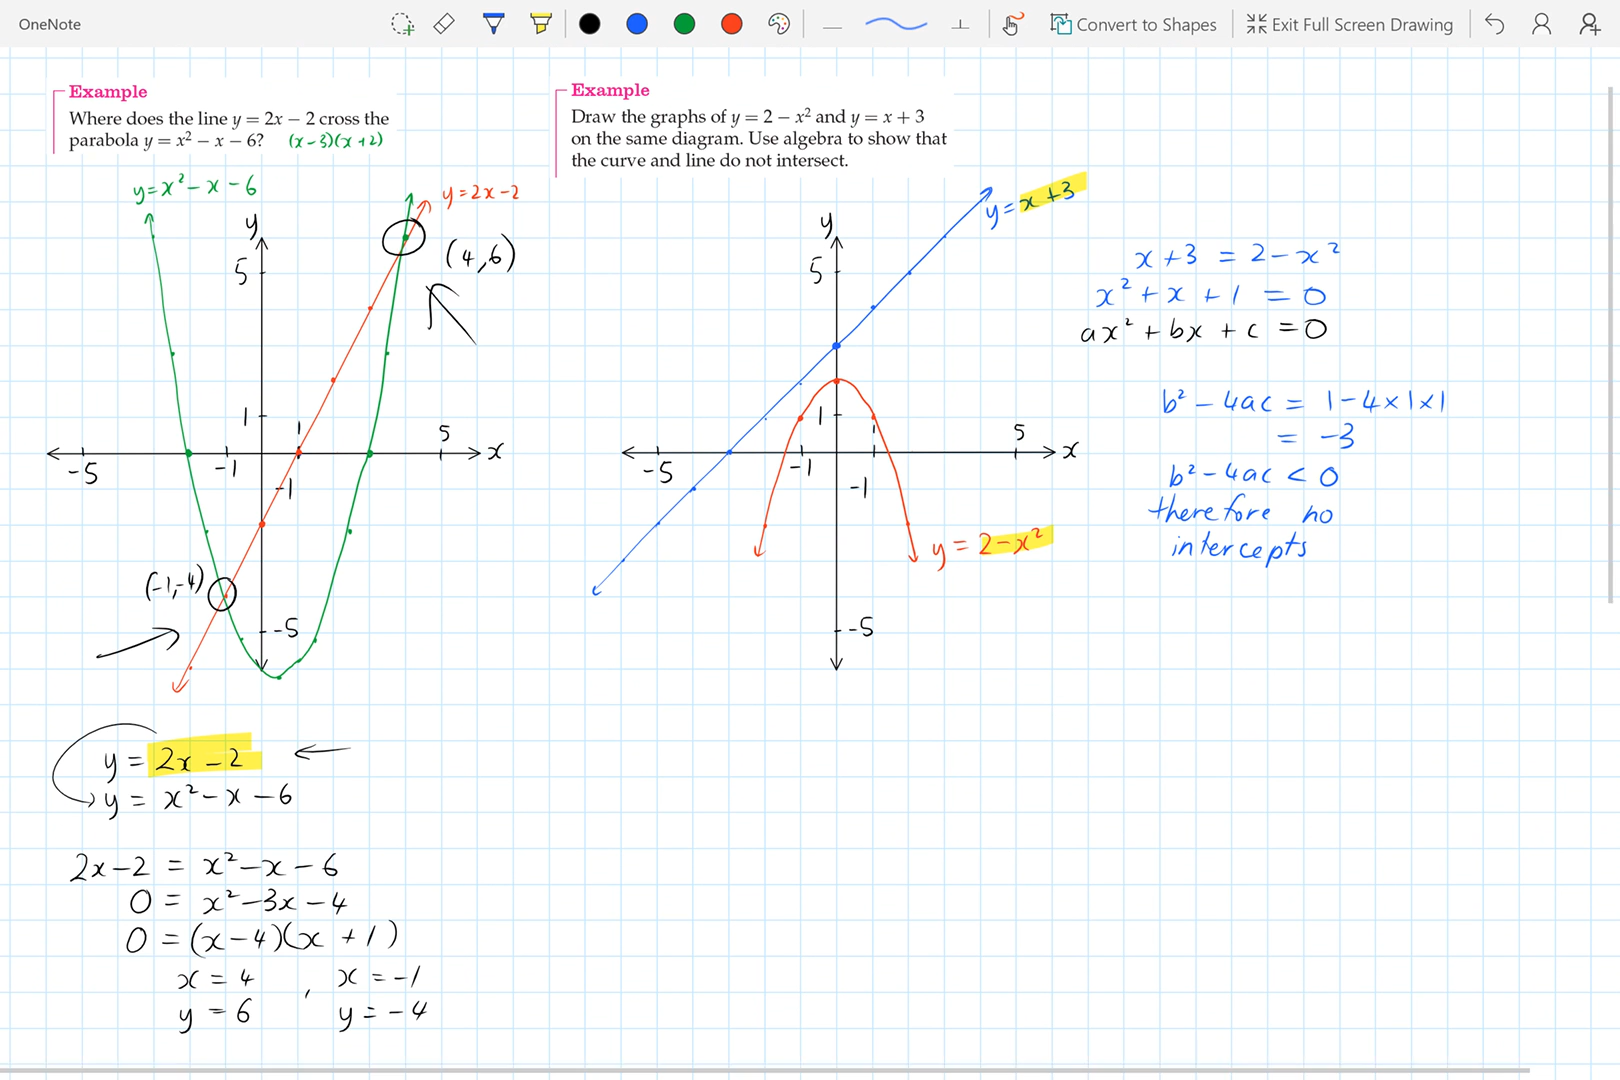 OneNote
Convert to Shapes
Exit Full Screen Drawing
Example
Where does the line y = 2x − 2 cross the
parabola y = x² − x − 6? (x−3)(x+2)
y=x²−x−6
y=2x−2
y
(4,6)
5
1
1
5
x
-5
-1
-1
(-1,-4)
-5
y = 2x − 2
y = x² − x − 6
2x−2 = x²−x−6
0 = x²−3x−4
0 = (x−4)(x+1)
x = 4 , x = −1
y = 6 y = −4
Example
Draw the graphs of y = 2 − x² and y = x + 3
on the same diagram. Use algebra to show that
the curve and line do not intersect.
y = x+3
y
5
1
1
5
x
-5
-1
-1
y = 2−x²
-5
x+3 = 2−x²
x²+x+1 = 0
ax²+bx+c = 0
b²−4ac = 1−4×1×1
= −3
b²−4ac < 0
therefore no
intercepts